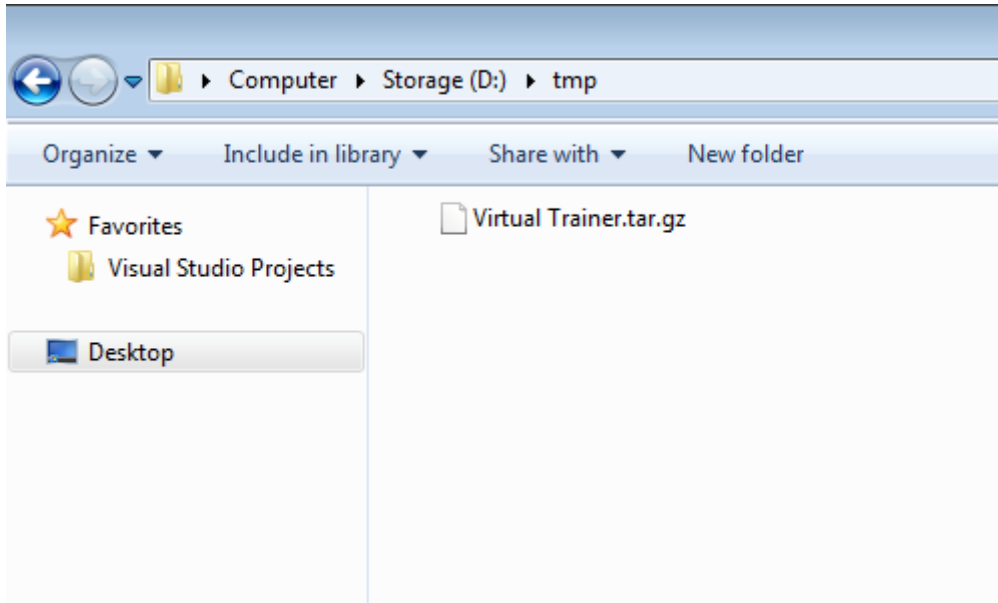 Computer Storage (D:) tmp
Organize Include in library Share with New folder
Favorites
Visual Studio Projects
Desktop
Virtual Trainer.tar.gz